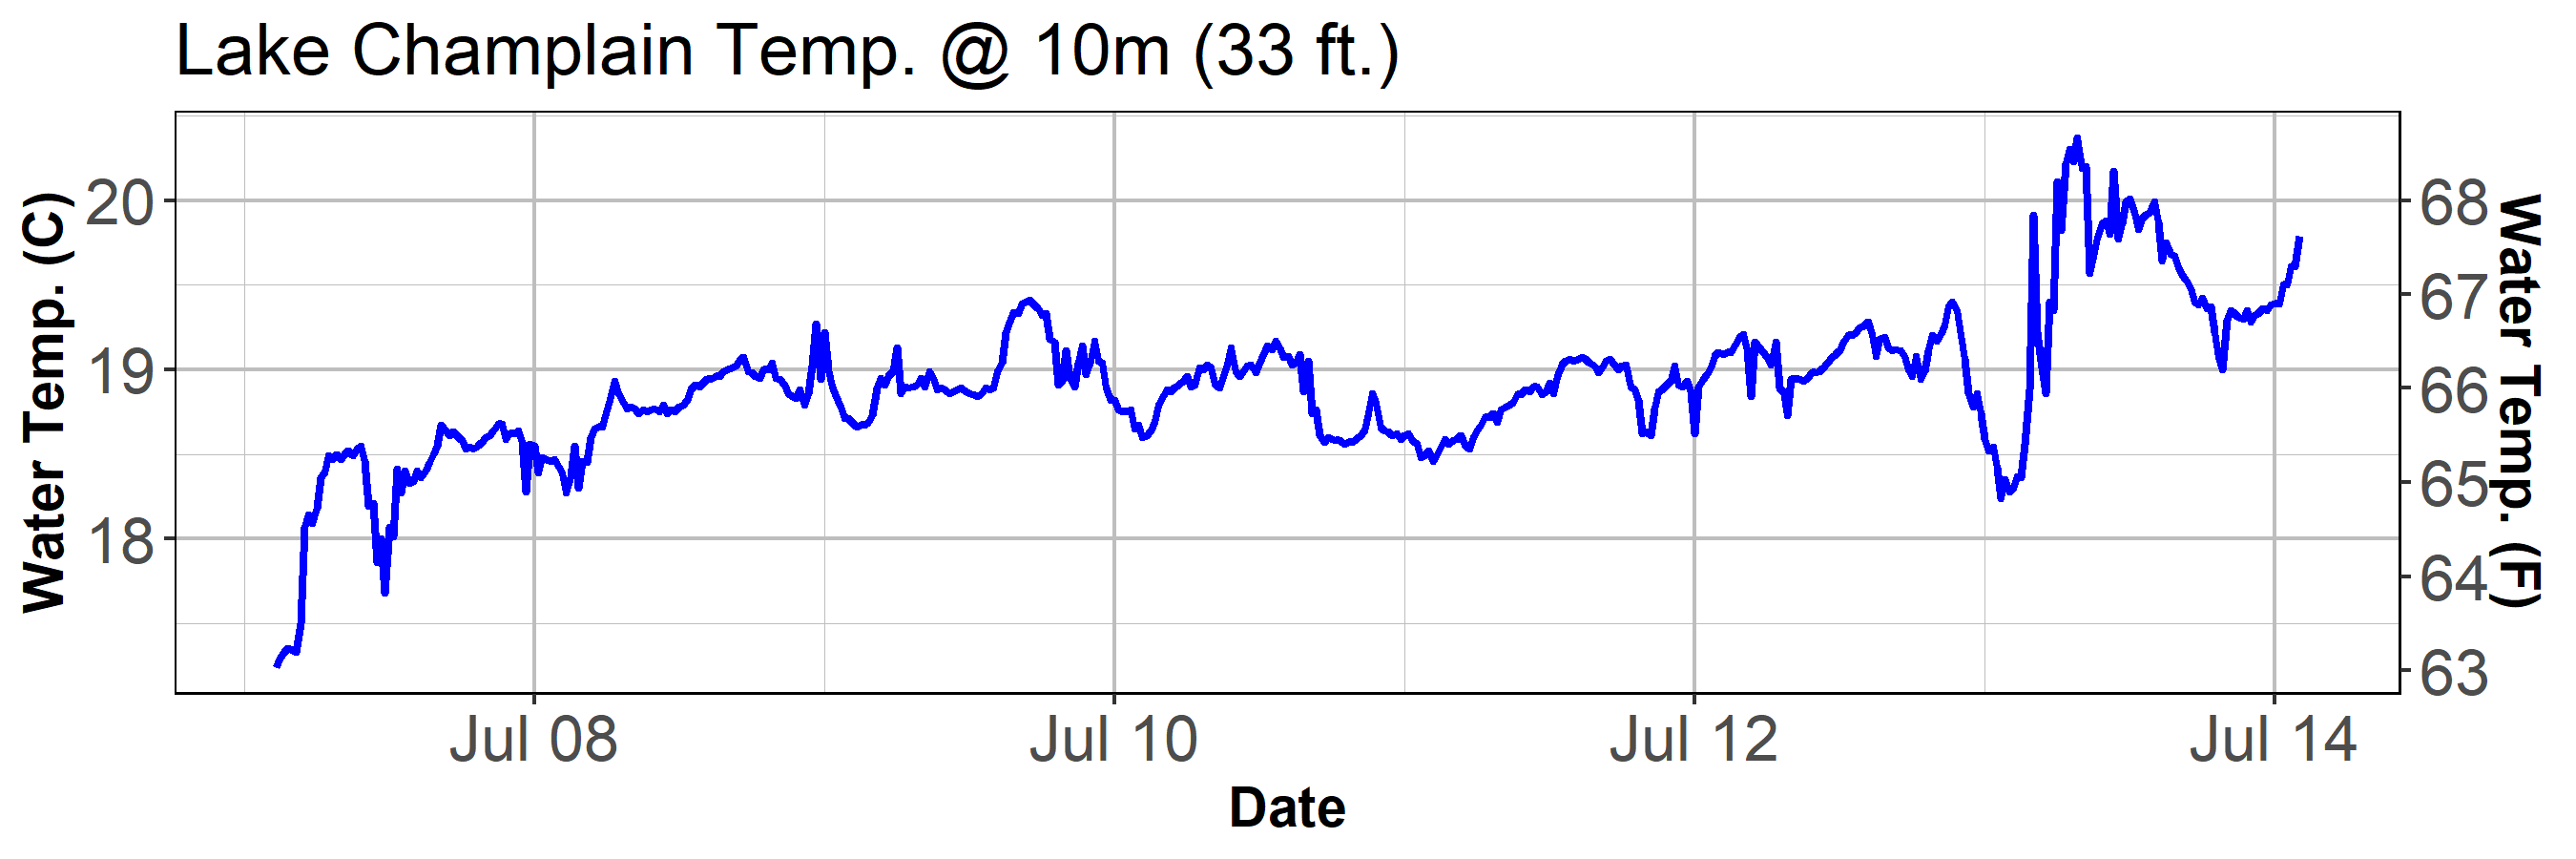 Lake Champlain Temp. @ 10m (33 ft.)
Water Temp. (C)
20
19
18
68
67
66
65
64
63
Water Temp. (F)
Jul 08
Jul 10
Jul 12
Jul 14
Date